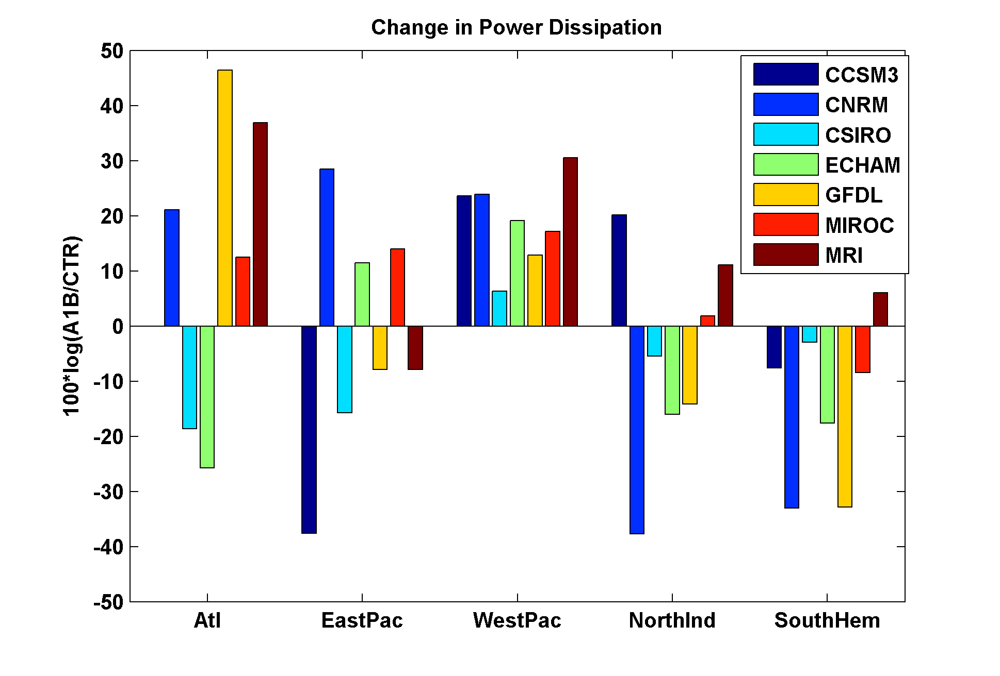 Change in Power Dissipation
50
40
30
20
10
0
-10
-20
-30
-40
-50
100*log(A1B/CTR)
CCSM3
CNRM
CSIRO
ECHAM
GFDL
MIROC
MRI
Atl
EastPac
WestPac
NorthInd
SouthHem